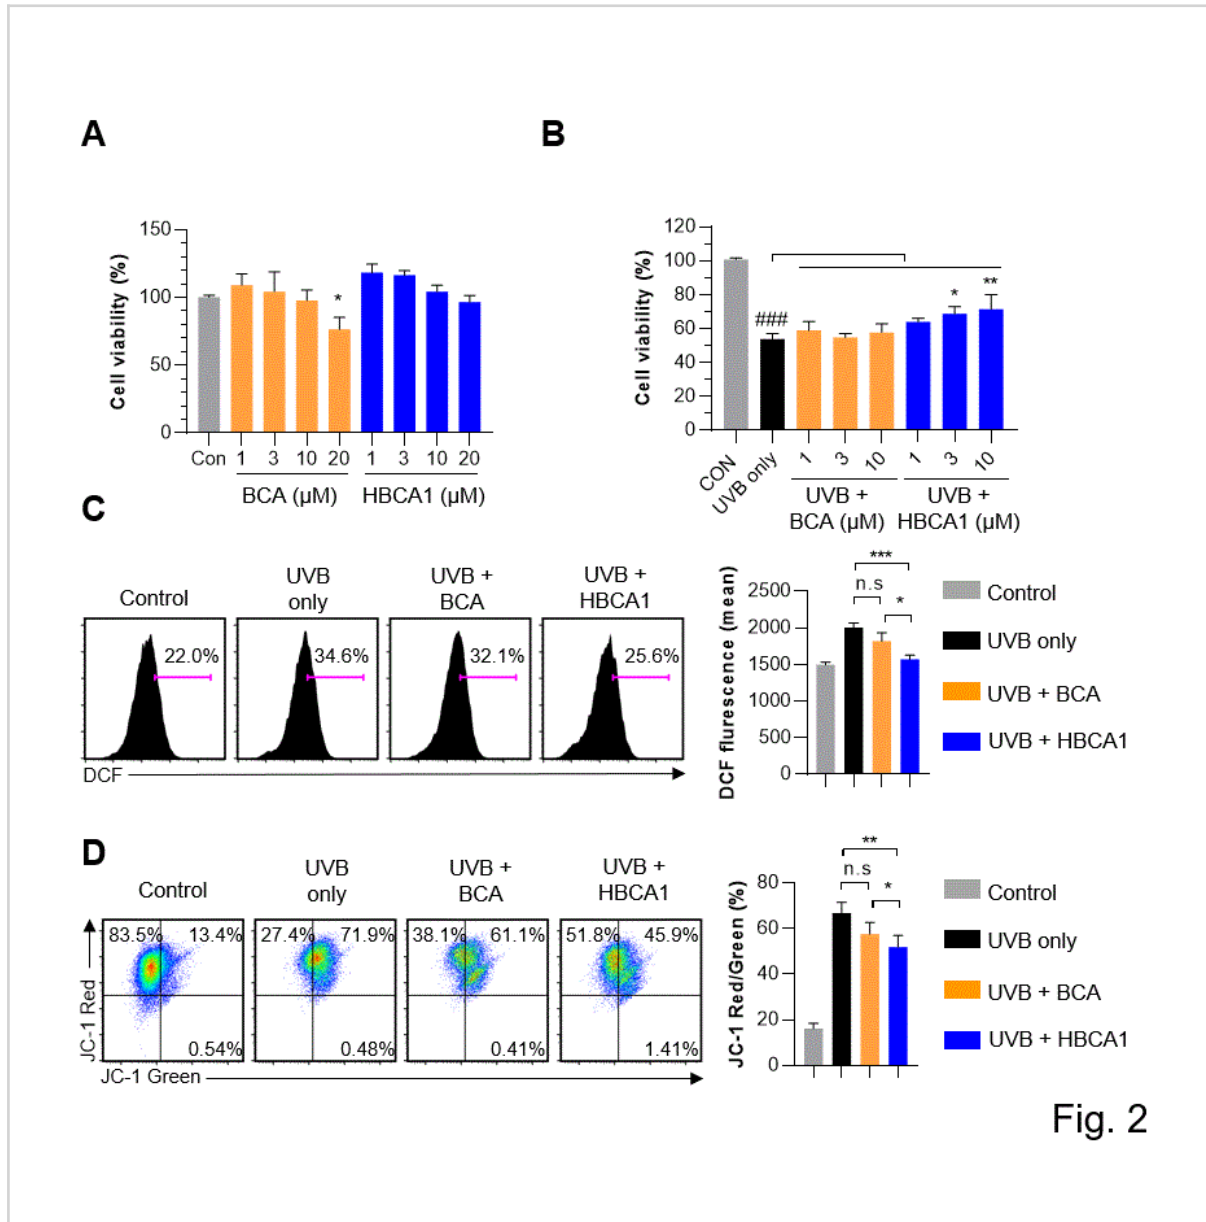 A
B
Cell viability (%)
150
100
50
0
*
Con 1 3 10 20 1 3 10 20
BCA (µM) HBCA1 (µM)
Cell viability (%)
120
100
80
60
40
20
0
###
*
**
CON
UVB only
1 3 10 1 3 10
UVB + BCA (µM)
UVB + HBCA1 (µM)
C
Control
UVB only
UVB + BCA
UVB + HBCA1
22.0%
34.6%
32.1%
25.6%
DCF
DCF flurescence (mean)
2500
2000
1500
1000
500
0
***
n.s
*
Control
UVB only
UVB + BCA
UVB + HBCA1
D
Control
UVB only
UVB + BCA
UVB + HBCA1
83.5% 13.4%
0.54%
27.4% 71.9%
0.48%
38.1% 61.1%
0.41%
51.8% 45.9%
1.41%
JC-1 Red
JC-1 Green
JC-1 Red/Green (%)
80
60
40
20
0
**
n.s
*
Control
UVB only
UVB + BCA
UVB + HBCA1
Fig. 2